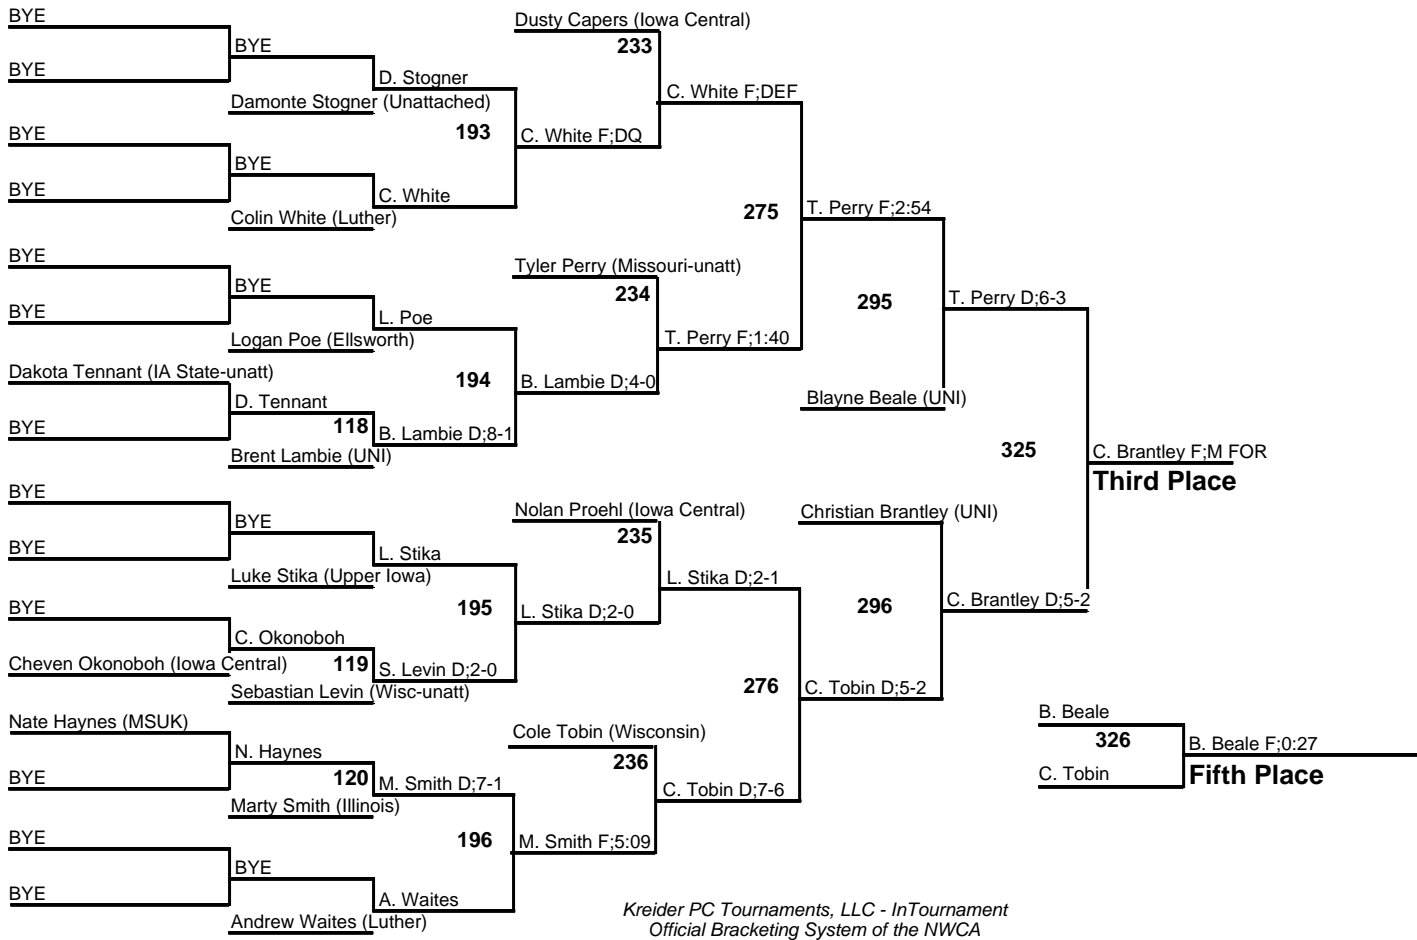 BYE
Dusty Capers (Iowa Central)
BYE
233
BYE
D. Stogner
C. White F;DEF
Damonte Stogner (Unattached)
BYE
193
C. White F;DQ
BYE
BYE
C. White
Colin White (Luther)
275
T. Perry F;2:54
BYE
Tyler Perry (Missouri-unatt)
BYE
234
295
T. Perry D;6-3
BYE
L. Poe
Logan Poe (Ellsworth)
T. Perry F;1:40
Dakota Tennant (IA State-unatt)
194
B. Lambie D;4-0
D. Tennant
Blayne Beale (UNI)
BYE
118
B. Lambie D;8-1
Brent Lambie (UNI)
325
C. Brantley F;M FOR
Third Place
BYE
Nolan Proehl (Iowa Central)
Christian Brantley (UNI)
BYE
235
BYE
L. Stika
Luke Stika (Upper Iowa)
L. Stika D;2-1
BYE
195
L. Stika D;2-0
296
C. Brantley D;5-2
C. Okonoboh
Cheven Okonoboh (Iowa Central)
119
S. Levin D;2-0
Sebastian Levin (Wisc-unatt)
276
C. Tobin D;5-2
Nate Haynes (MSUK)
Cole Tobin (Wisconsin)
B. Beale
N. Haynes
236
326
B. Beale F;0:27
BYE
120
M. Smith D;7-1
C. Tobin D;7-6
C. Tobin
Fifth Place
Marty Smith (Illinois)
BYE
196
M. Smith F;5:09
BYE
BYE
A. Waites
Andrew Waites (Luther)
Kreider PC Tournaments, LLC - InTournament
Official Bracketing System of the NWCA